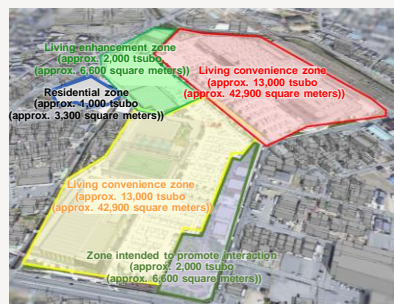 Living enhancement zone
(approx. 2,000 tsubo
(approx. 6,600 square meters))
Living convenience zone
(approx. 13,000 tsubo
(approx. 42,900 square meters))
Residential zone
(approx. 1,000 tsubo
(approx. 3,300 square meters))
Living convenience zone
(approx. 13,000 tsubo
(approx. 42,900 square meters))
Zone intended to promote interaction
(approx. 2,000 tsubo
(approx. 6,600 square meters))